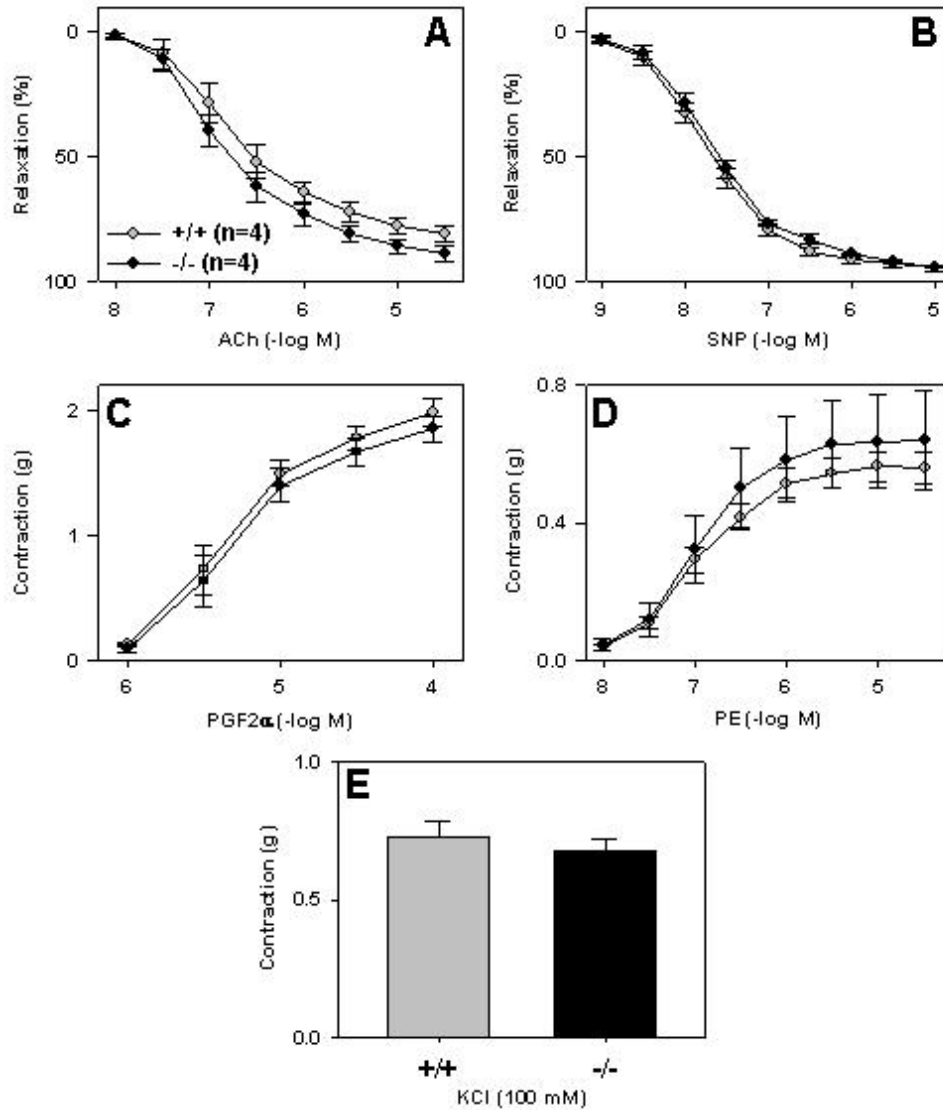 A
0
50
100
Relaxation (%)
+/+ (n=4)
-/- (n=4)
8 7 6 5
ACh (-log M)
B
0
50
100
Relaxation (%)
9 8 7 6 5
SNP (-log M)
C
2
1
0
Contraction (g)
6 5 4
PGF2α (-log M)
D
0.8
0.4
0.0
Contraction (g)
8 7 6 5
PE (-log M)
E
1.0
0.5
0.0
Contraction (g)
+/+ -/-
KCl (100 mM)